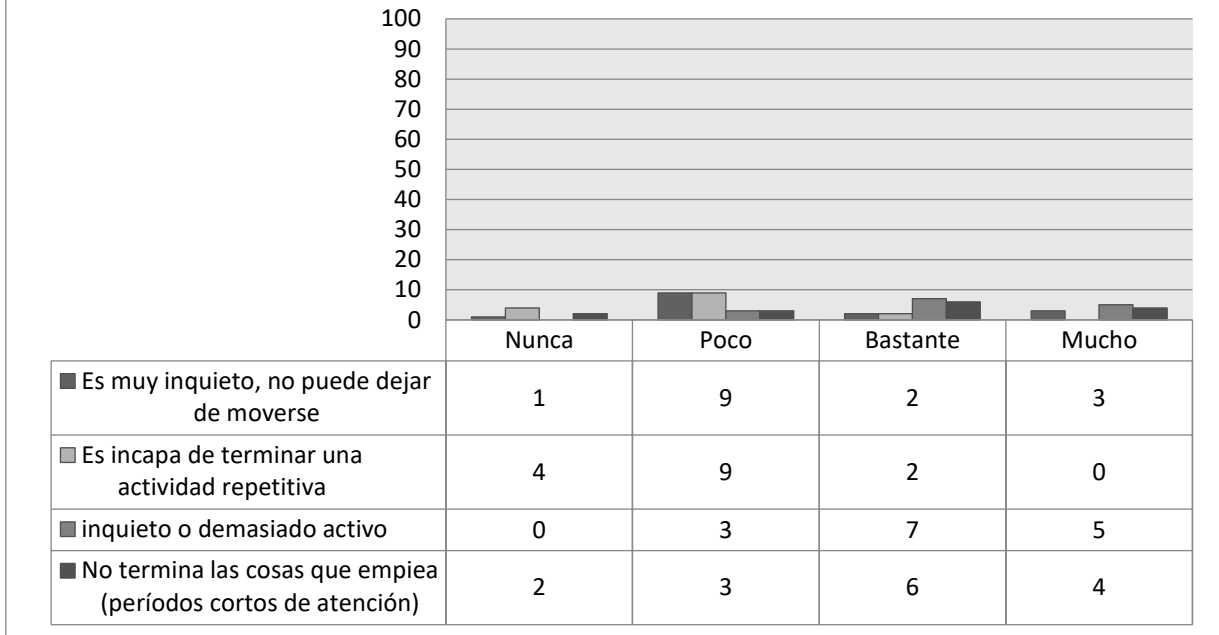 100
90
80
70
60
50
40
30
20
10
0
Nunca Poco Bastante Mucho
Es muy inquieto, no puede dejar
de moverse
1 9 2 3
Es incapa de terminar una
actividad repetitiva
4 9 2 0
inquieto o demasiado activo 0 3 7 5
No termina las cosas que empiea
(períodos cortos de atención)
2 3 6 4